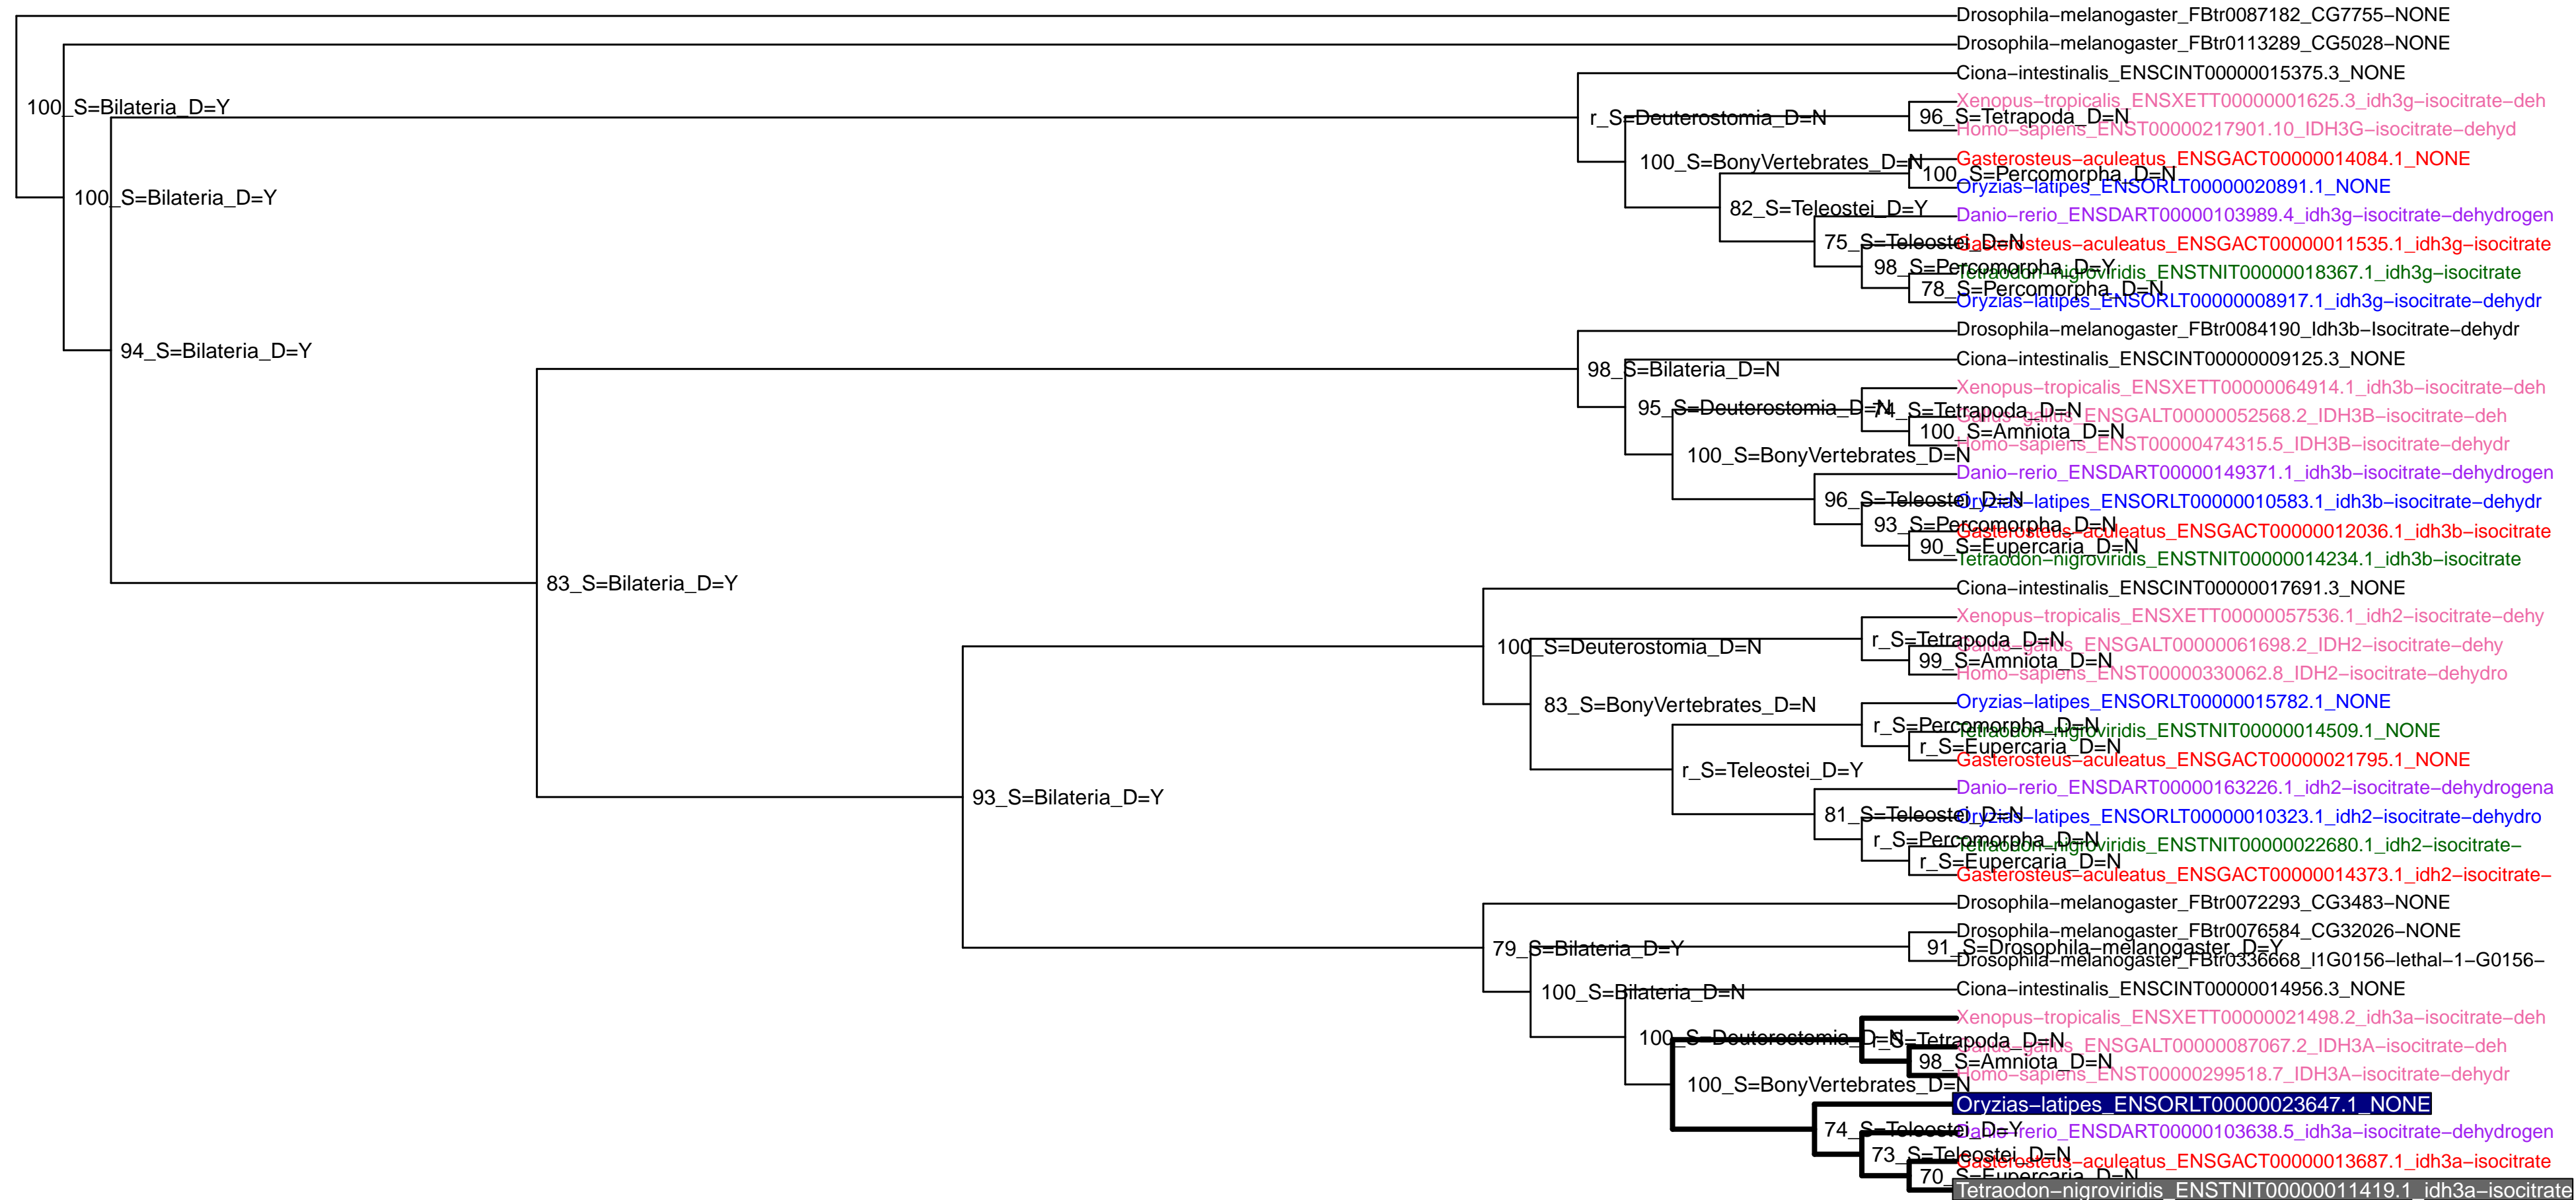 Drosophila−melanogaster_FBtr0087182_CG7755−NONE
Drosophila−melanogaster_FBtr0113289_CG5028−NONE
Ciona−intestinalis_ENSCINT00000015375.3_NONE
Xenopus−tropicalis_ENSXETT00000001625.3_idh3g−isocitrate−deh
100_S=Bilateria_D=Y
96_S=Tetrapoda_D=N
r_S=Deuterostomia_D=N
Homo−sapiens_ENST00000217901.10_IDH3G−isocitrate−dehyd
Gasterosteus−aculeatus_ENSGACT00000014084.1_NONE
100_S=BonyVertebrates_D=N
100_S=Percomorpha_D=N
Oryzias−latipes_ENSORLT00000020891.1_NONE
100_S=Bilateria_D=Y
82_S=Teleostei_D=Y
Danio−rerio_ENSDART00000103989.4_idh3g−isocitrate−dehydrogen
75_S=Teleostei_D=N
Gasterosteus−aculeatus_ENSGACT00000011535.1_idh3g−isocitrate
98_S=Percomorpha_D=Y
Tetraodon−nigroviridis_ENSTNIT00000018367.1_idh3g−isocitrate
78_S=Percomorpha_D=N
Oryzias−latipes_ENSORLT00000008917.1_idh3g−isocitrate−dehydr
Drosophila−melanogaster_FBtr0084190_Idh3b−Isocitrate−dehydr
94_S=Bilateria_D=Y
Ciona−intestinalis_ENSCINT00000009125.3_NONE
98_S=Bilateria_D=N
Xenopus−tropicalis_ENSXETT00000064914.1_idh3b−isocitrate−deh
95_S=Deuterostomia_D=N
74_S=Tetrapoda_D=N
Gallus−gallus_ENSGALT00000052568.2_IDH3B−isocitrate−deh
100_S=Amniota_D=N
Homo−sapiens_ENST00000474315.5_IDH3B−isocitrate−dehydr
100_S=BonyVertebrates_D=N
Danio−rerio_ENSDART00000149371.1_idh3b−isocitrate−dehydrogen
96_S=Teleostei_D=N
Oryzias−latipes_ENSORLT00000010583.1_idh3b−isocitrate−dehydr
93_S=Percomorpha_D=N
Gasterosteus−aculeatus_ENSGACT00000012036.1_idh3b−isocitrate
90_S=Eupercaria_D=N
Tetraodon−nigroviridis_ENSTNIT00000014234.1_idh3b−isocitrate
83_S=Bilateria_D=Y
Ciona−intestinalis_ENSCINT00000017691.3_NONE
Xenopus−tropicalis_ENSXETT00000057536.1_idh2−isocitrate−dehy
r_S=Tetrapoda_D=N
100_S=Deuterostomia_D=N
Gallus−gallus_ENSGALT00000061698.2_IDH2−isocitrate−dehy
99_S=Amniota_D=N
Homo−sapiens_ENST00000330062.8_IDH2−isocitrate−dehydro
83_S=BonyVertebrates_D=N
Oryzias−latipes_ENSORLT00000015782.1_NONE
r_S=Percomorpha_D=N
Tetraodon−nigroviridis_ENSTNIT00000014509.1_NONE
r_S=Eupercaria_D=N
Gasterosteus−aculeatus_ENSGACT00000021795.1_NONE
r_S=Teleostei_D=Y
Danio−rerio_ENSDART00000163226.1_idh2−isocitrate−dehydrogena
93_S=Bilateria_D=Y
81_S=Teleostei_D=N
Oryzias−latipes_ENSORLT00000010323.1_idh2−isocitrate−dehydro
r_S=Percomorpha_D=N
Tetraodon−nigroviridis_ENSTNIT00000022680.1_idh2−isocitrate−
r_S=Eupercaria_D=N
Gasterosteus−aculeatus_ENSGACT00000014373.1_idh2−isocitrate−
Drosophila−melanogaster_FBtr0072293_CG3483−NONE
Drosophila−melanogaster_FBtr0076584_CG32026−NONE
79_S=Bilateria_D=Y
91_S=Drosophila−melanogaster_D=Y
Drosophila−melanogaster_FBtr0336668_l1G0156−lethal−1−G0156−
100_S=Bilateria_D=N
Ciona−intestinalis_ENSCINT00000014956.3_NONE
Xenopus−tropicalis_ENSXETT00000021498.2_idh3a−isocitrate−deh
100_S=Deuterostomia_D=N
r_S=Tetrapoda_D=N
Gallus−gallus_ENSGALT00000087067.2_IDH3A−isocitrate−deh
98_S=Amniota_D=N
Homo−sapiens_ENST00000299518.7_IDH3A−isocitrate−dehydr
100_S=BonyVertebrates_D=N
Oryzias−latipes_ENSORLT00000023647.1_NONE
74_S=Teleostei_D=Y
Danio−rerio_ENSDART00000103638.5_idh3a−isocitrate−dehydrogen
73_S=Teleostei_D=N
Gasterosteus−aculeatus_ENSGACT00000013687.1_idh3a−isocitrate
70_S=Eupercaria_D=N
Tetraodon−nigroviridis_ENSTNIT00000011419.1_idh3a−isocitrate